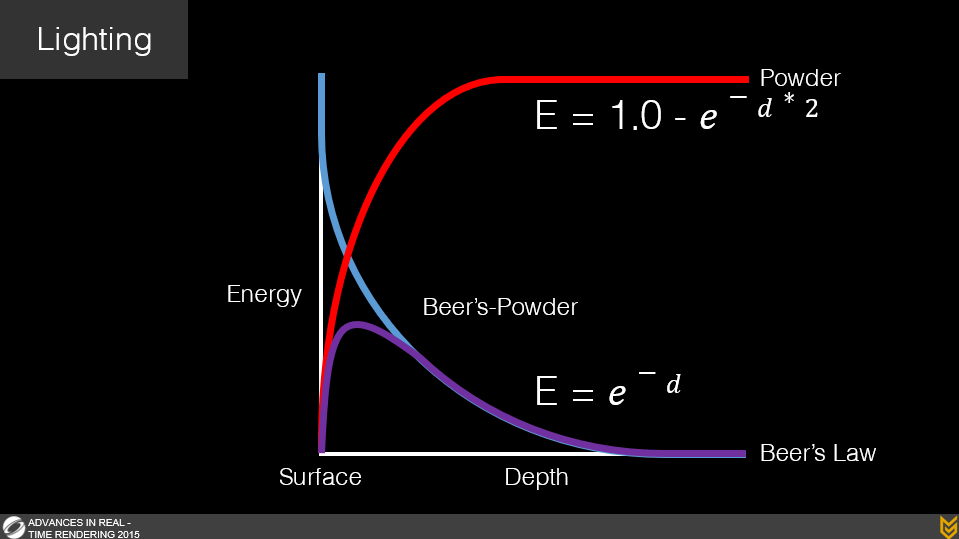 Lighting
Powder
E = 1.0 - e^{- d * 2}
Energy
Beer's-Powder
E = e^{- d}
Beer's Law
Surface
Depth
ADVANCES IN REAL -
TIME RENDERING 2015